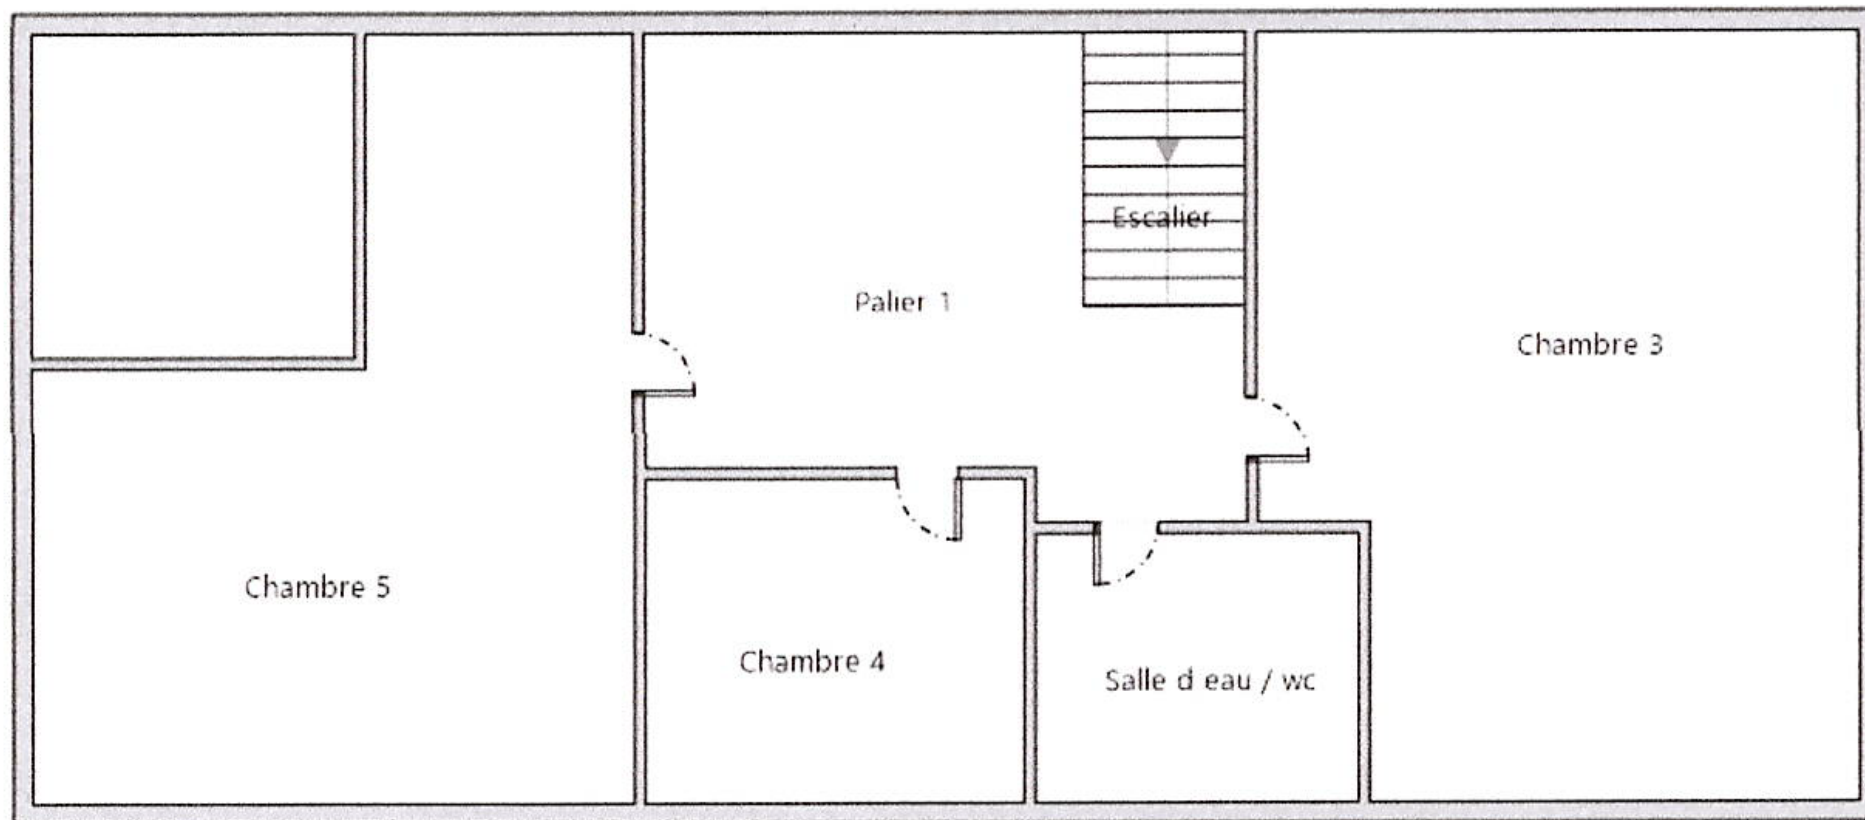 Escalier
Palier 1
Chambre 3
Chambre 5
Chambre 4
Salle d eau / wc